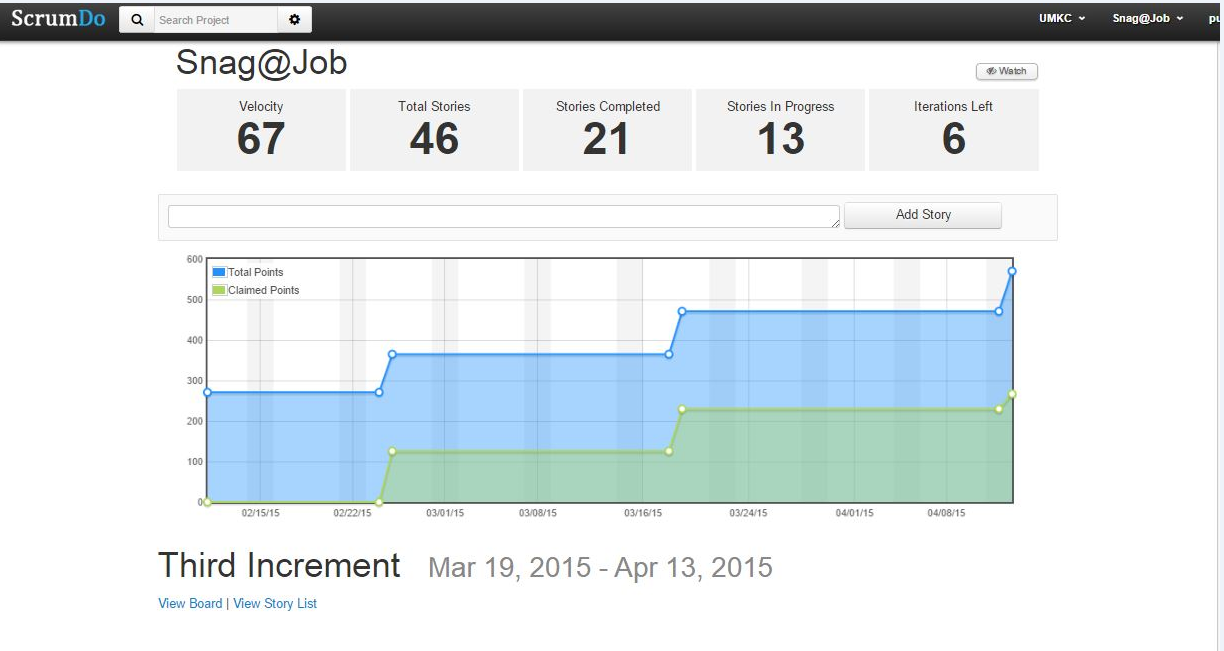 ScrumDo Search Project UMKC Snag@Job
Snag@Job
Watch
Velocity Total Stories Stories Completed Stories In Progress Iterations Left
67 46 21 13 6
Add Story
600
Total Points
Claimed Points
500
400
300
200
100
0
02/15/15 02/22/15 03/01/15 03/08/15 03/16/15 03/24/15 04/01/15 04/08/15
Third Increment Mar 19, 2015 - Apr 13, 2015
View Board | View Story List